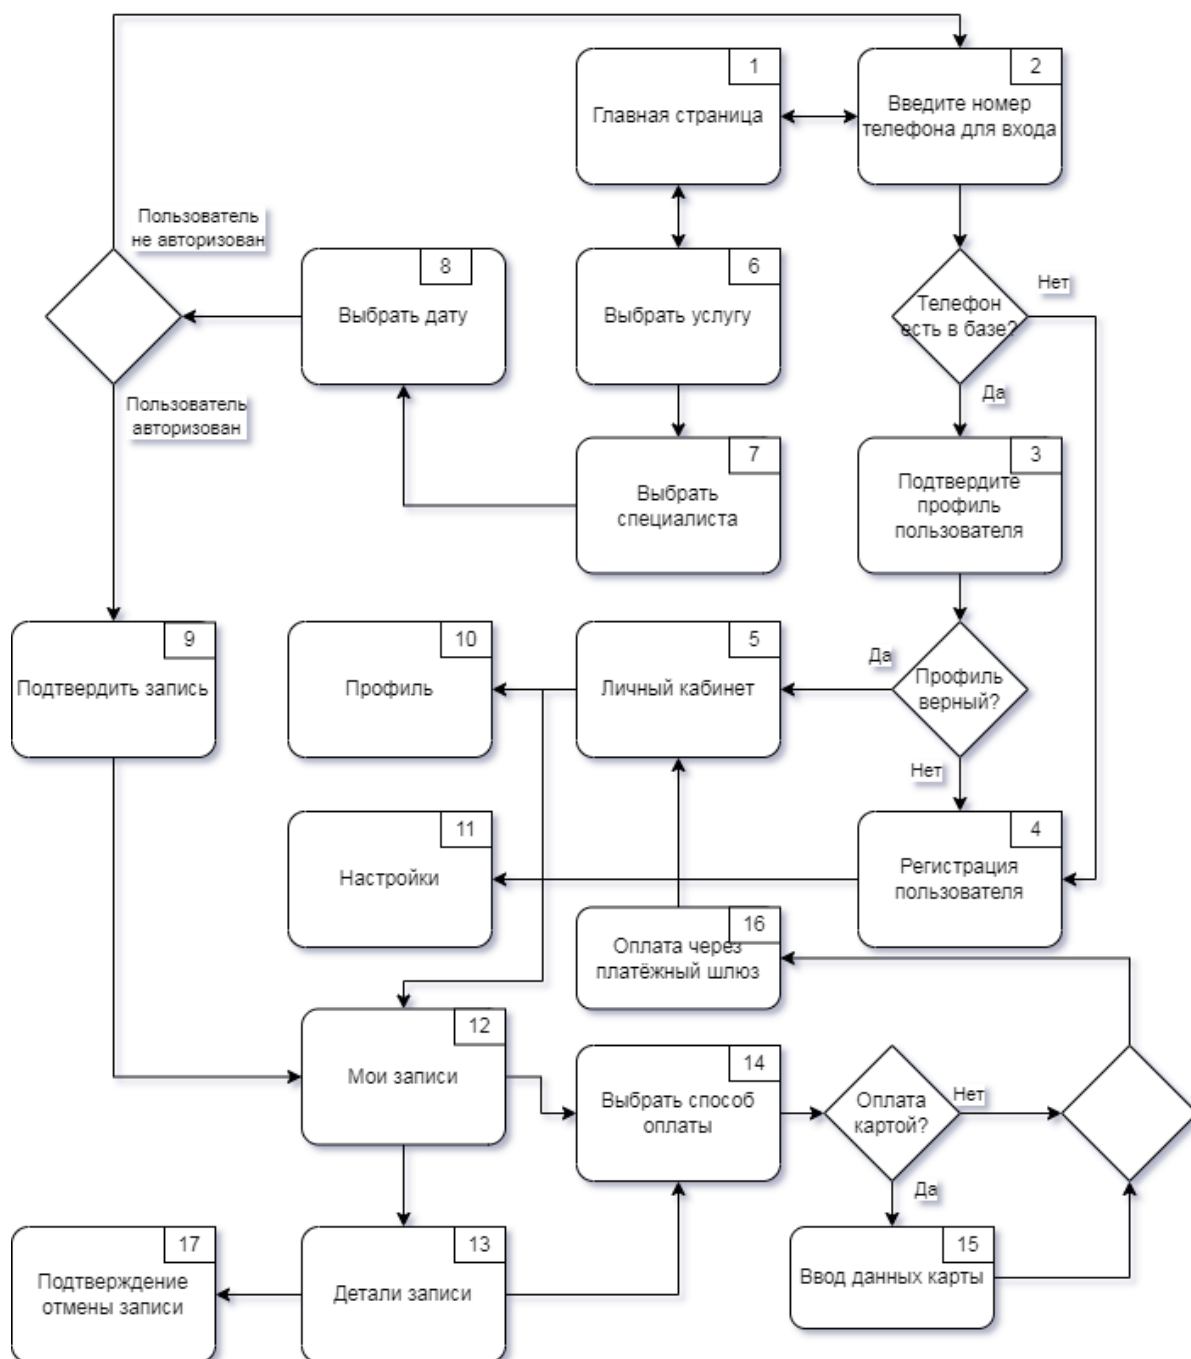 1
Главная страница
2
Введите номер
телефона для входа
Пользователь
не авторизован
8
Выбрать дату
6
Выбрать услугу
Телефон
есть в базе?
Нет
Да
Пользователь
авторизован
7
Выбрать
специалиста
3
Подтвердите
профиль
пользователя
9
Подтвердить запись
10
Профиль
5
Личный кабинет
Да
Профиль
верный?
Нет
11
Настройки
4
Регистрация
пользователя
16
Оплата через
платёжный шлюз
12
Мои записи
14
Выбрать способ
оплаты
Оплата
картой?
Нет
Да
17
Подтверждение
отмены записи
13
Детали записи
15
Ввод данных карты